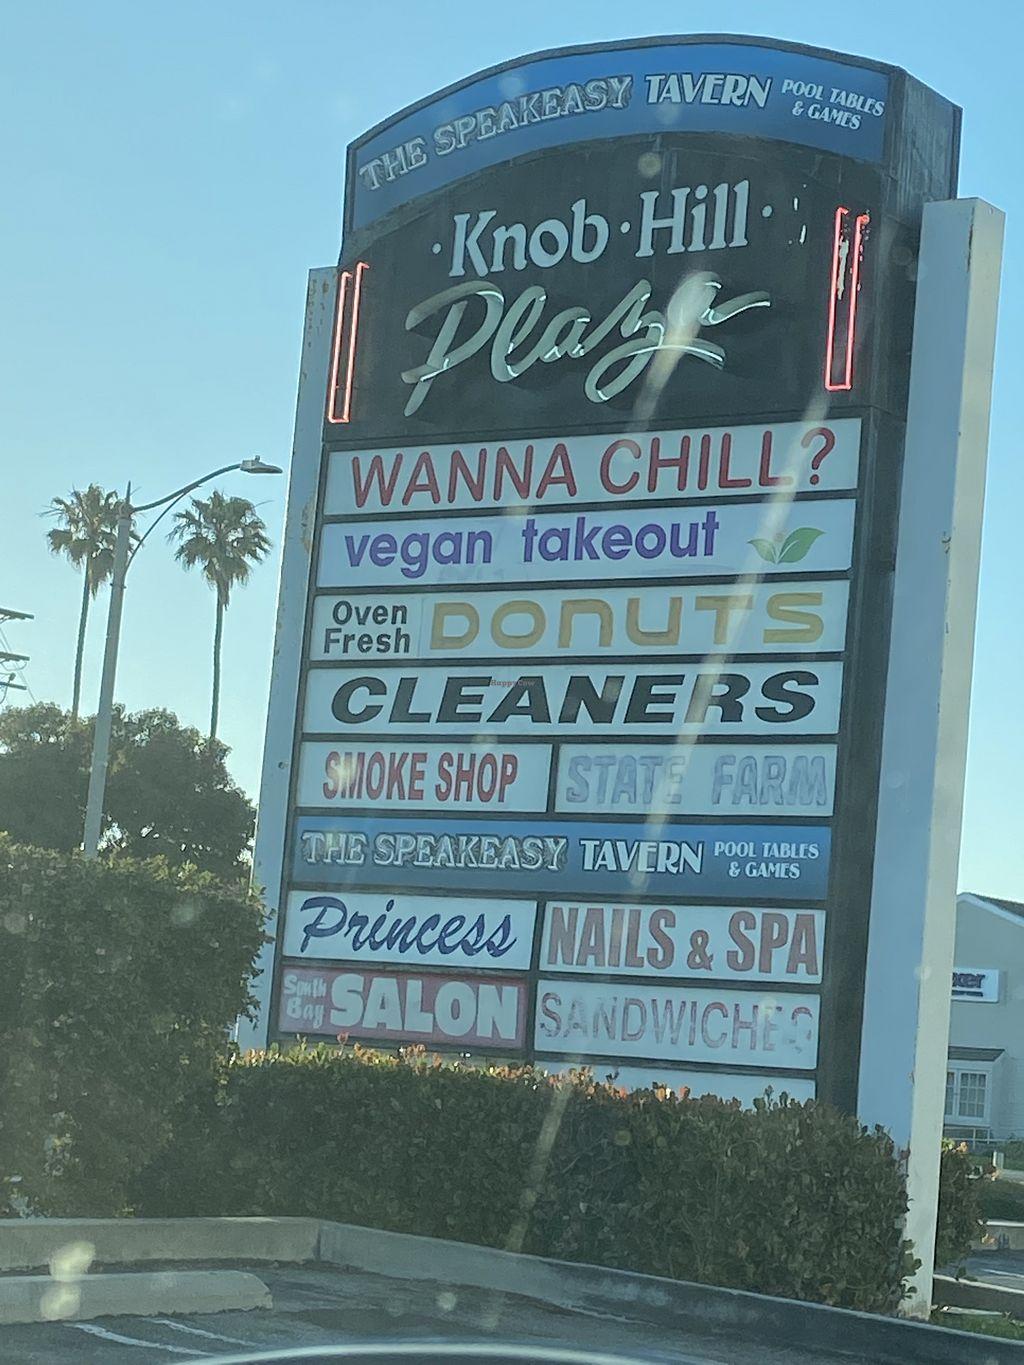 THE SPEAKEASY TAVERN POOL TABLES
& GAMES
·Knob·Hill·
Plaza
WANNA CHILL?
vegan takeout
Oven
Fresh DONUTS
HappyCow
CLEANERS
SMOKE SHOP STATE FARM
THE SPEAKEASY TAVERN POOL TABLES
& GAMES
Princess NAILS & SPA
South
Bay SALON SANDWICHES